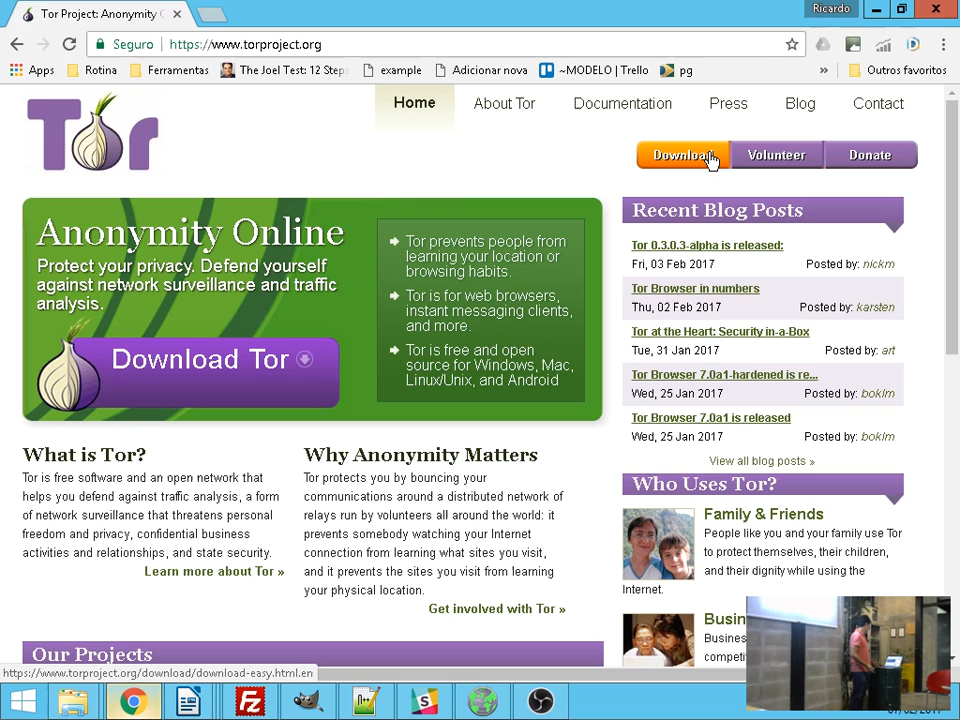 Tor Project: Anonymity O
Ricardo
Seguro
https://www.torproject.org
Apps
Rotina
Ferramentas
The Joel Test: 12 Steps
example
Adicionar nova
~MODELO | Trello
pg
»
Outros favoritos
Tor
Home
About Tor
Documentation
Press
Blog
Contact
Download
Volunteer
Donate
Anonymity Online
Protect your privacy. Defend yourself
against network surveillance and traffic
analysis.
Download Tor
Tor prevents people from
learning your location or
browsing habits.
Tor is for web browsers,
instant messaging clients,
and more.
Tor is free and open
source for Windows, Mac,
Linux/Unix, and Android
Recent Blog Posts
Tor 0.3.0.3-alpha is released:
Fri, 03 Feb 2017 Posted by: nickm
Tor Browser in numbers
Thu, 02 Feb 2017 Posted by: karsten
Tor at the Heart: Security in-a-Box
Tue, 31 Jan 2017 Posted by: art
Tor Browser 7.0a1-hardened is re...
Wed, 25 Jan 2017 Posted by: boklm
Tor Browser 7.0a1 is released
Wed, 25 Jan 2017 Posted by: boklm
View all blog posts »
What is Tor?
Tor is free software and an open network that
helps you defend against traffic analysis, a form
of network surveillance that threatens personal
freedom and privacy, confidential business
activities and relationships, and state security.
Learn more about Tor »
Why Anonymity Matters
Tor protects you by bouncing your
communications around a distributed network of
relays run by volunteers all around the world: it
prevents somebody watching your Internet
connection from learning what sites you visit,
and it prevents the sites you visit from learning
your physical location.
Get involved with Tor »
Who Uses Tor?
Family & Friends
People like you and your family use Tor
to protect themselves, their children,
and their dignity while using the
Internet.
Busin
Business
competit
Our Projects
https://www.torproject.org/download/download-easy.html.en